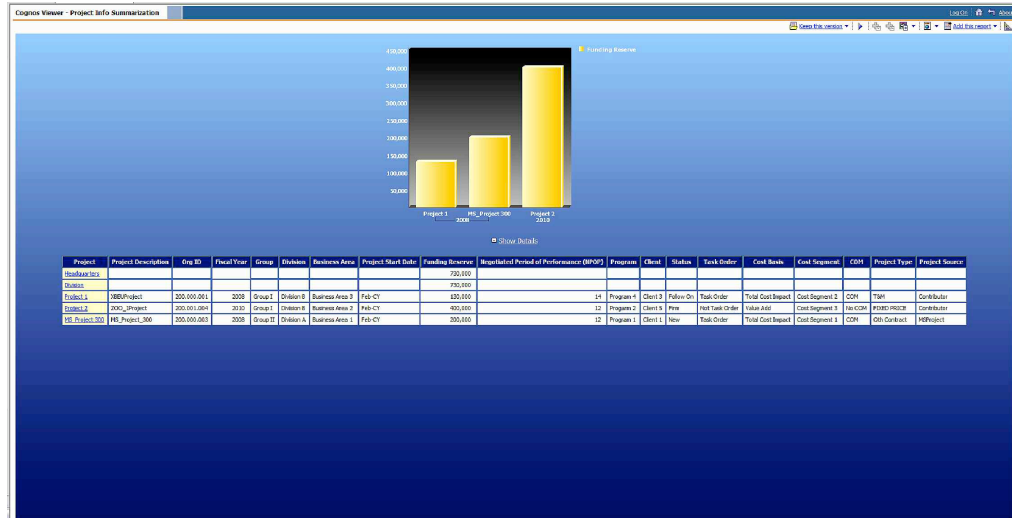 Cognos Viewer - Project Info Summarization
Log On
About
Keep this version
Add this report
450,000
400,000
350,000
300,000
250,000
200,000
150,000
100,000
50,000
Funding Reserve
Project 1 MS_Project 300 Project 2
2008 2010
Show Details
Project Project Description Org ID Fiscal Year Group Division Business Area Project Start Date Funding Reserve Negotiated Period of Performance (NPOP) Program Client Status Task Order Cost Basis Cost Segment COM Project Type Project Source
Headquarters 730,000
Division 730,000
Project 1 XBEUProject 200.000.001 2008 Group I Division B Business Area 3 Feb-CY 130,000 14 Program 4 Client 3 Follow On Task Order Total Cost Impact Cost Segment 2 COM T&M Contributor
Project 2 ZOO_IProject 200.001.004 2010 Group I Division B Business Area 2 Feb-CY 400,000 12 Program 2 Client 5 Firm Not Task Order Value Add Cost Segment 3 No COM FIXED PRICE Contributor
MS_Project 300 MS_Project_300 200.000.003 2008 Group II Division A Business Area 1 Feb-CY 200,000 12 Program 1 Client 1 New Task Order Total Cost Impact Cost Segment 1 COM Oth Contract MSProject